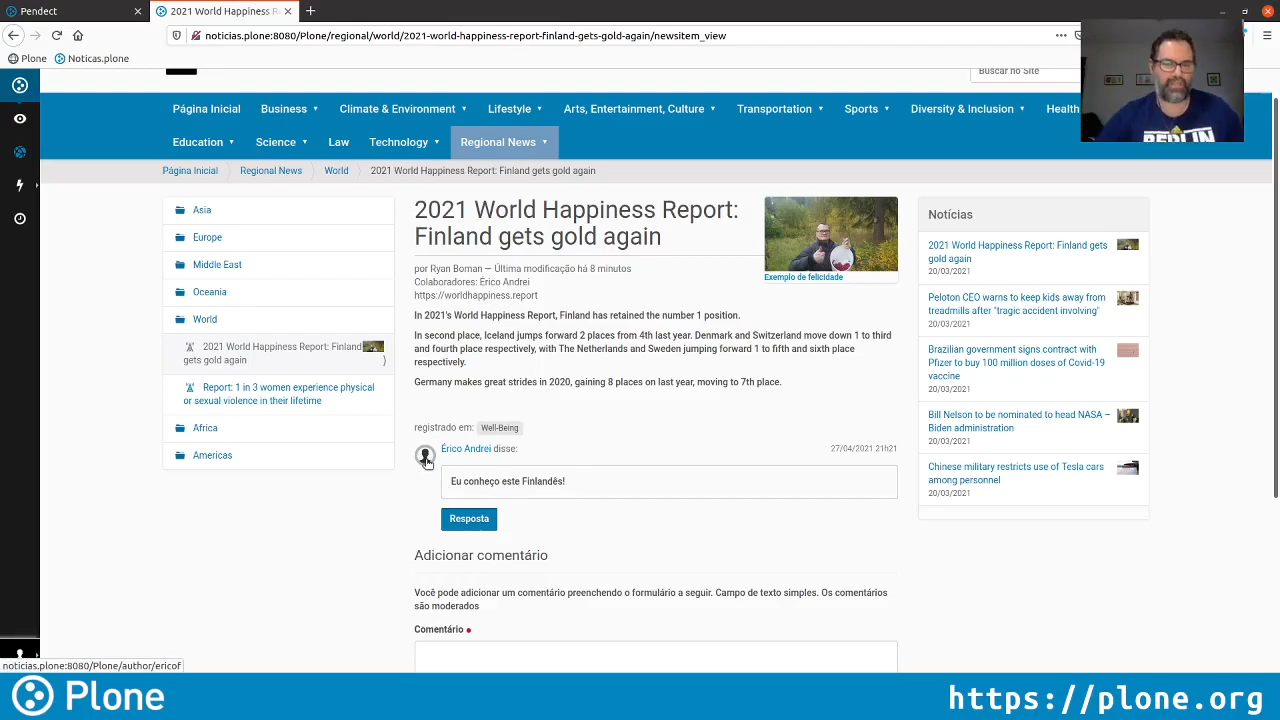 Pendect
2021 World Happiness R
noticias.plone:8080/Plone/regional/world/2021-world-happiness-report-finland-gets-gold-again/newsitem_view
Plone
Noticas.plone
Buscar no Site
Página Inicial
Business
Climate & Environment
Lifestyle
Arts, Entertainment, Culture
Transportation
Sports
Diversity & Inclusion
Health
Education
Science
Law
Technology
Regional News
Página Inicial
Regional News
World
2021 World Happiness Report: Finland gets gold again
Asia
Europe
Middle East
Oceania
World
2021 World Happiness Report: Finland
gets gold again
)
Report: 1 in 3 women experience physical
or sexual violence in their lifetime
Africa
Americas
2021 World Happiness Report:
Finland gets gold again
por Ryan Boman — Última modificação há 8 minutos
Colaboradores: Érico Andrei
https://worldhappiness.report
Exemplo de felicidade
In 2021's World Happiness Report, Finland has retained the number 1 position.
In second place, Iceland jumps forward 2 places from 4th last year. Denmark and Switzerland move down 1 to third
and fourth place respectively, with The Netherlands and Sweden jumping forward 1 to fifth and sixth place
respectively.
Germany makes great strides in 2020, gaining 8 places on last year, moving to 7th place.
registrado em: Well-Being
Érico Andrei disse:
27/04/2021 21h21
Eu conheço este Finlandês!
Resposta
Adicionar comentário
Você pode adicionar um comentário preenchendo o formulário a seguir. Campo de texto simples. Os comentários
são moderados
Comentário
Notícias
2021 World Happiness Report: Finland gets
gold again
20/03/2021
Peloton CEO warns to keep kids away from
treadmills after "tragic accident involving"
20/03/2021
Brazilian government signs contract with
Pfizer to buy 100 million doses of Covid-19
vaccine
20/03/2021
Bill Nelson to be nominated to head NASA –
Biden administration
20/03/2021
Chinese military restricts use of Tesla cars
among personnel
20/03/2021
BERLIN
noticias.plone:8080/Plone/author/ericof
Plone
https://plone.org